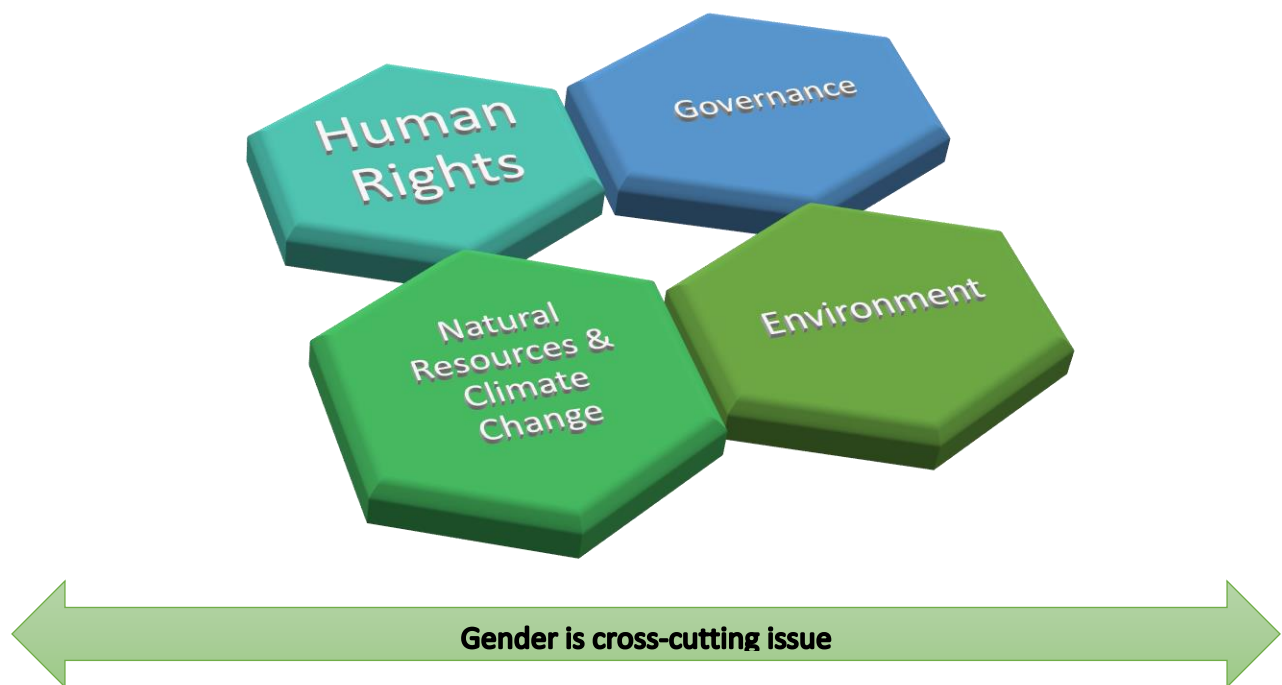 Human
Rights
Governance
Natural
Resources &
Climate
Change
Environment
Gender is cross-cutting issue